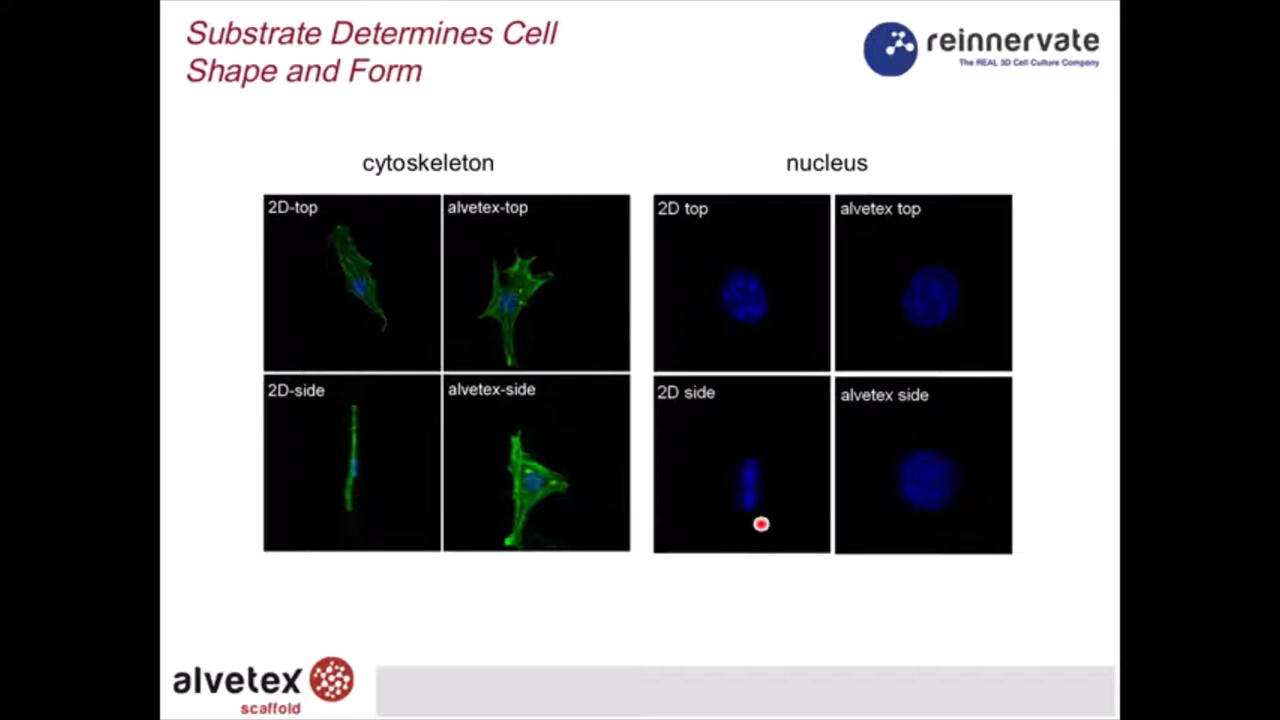 Substrate Determines Cell
Shape and Form
reinnervate
The REAL 3D Cell Culture Company
cytoskeleton
nucleus
2D-top
alvetex-top
2D top
alvetex top
2D-side
alvetex-side
2D side
alvetex side
alvetex
scaffold